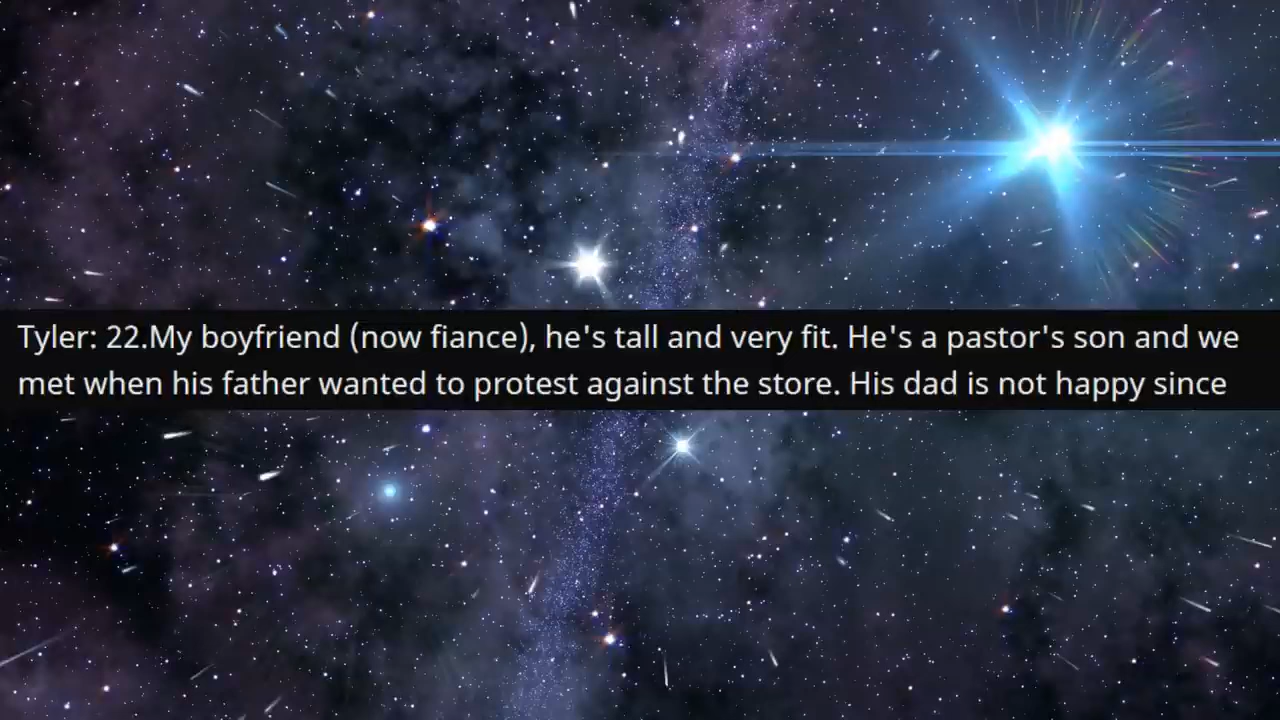 Tyler: 22.My boyfriend (now fiance), he's tall and very fit. He's a pastor's son and we
met when his father wanted to protest against the store. His dad is not happy since